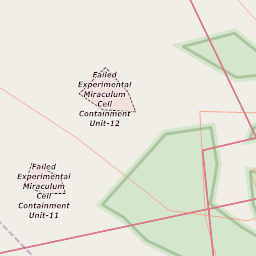 Failed
Experimental
Miraculum
Cell
Containment
Unit-12
Failed
Experimental
Miraculum
Cell
Containment
Unit-11